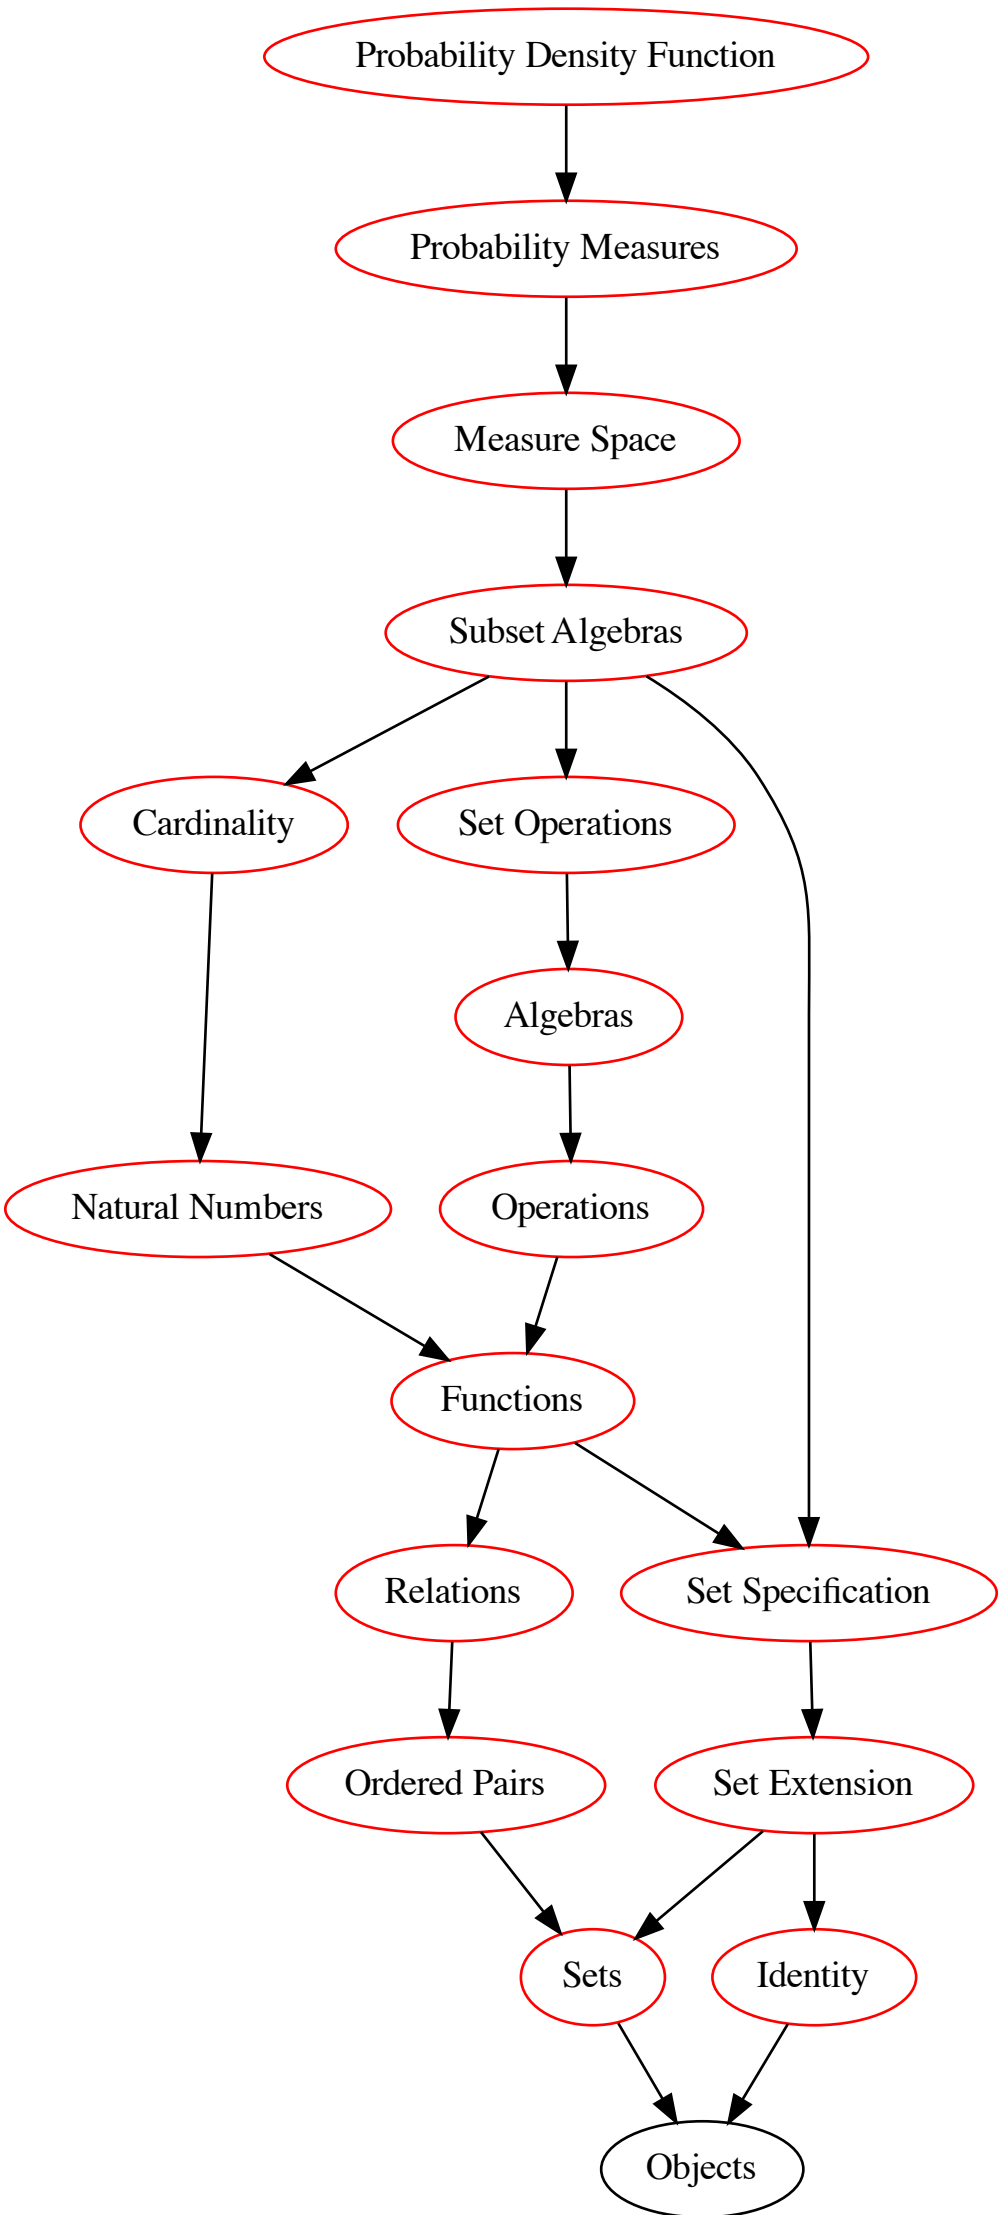 Probability Density Function
Probability Measures
Measure Space
Subset Algebras
Cardinality
Set Operations
Algebras
Natural Numbers
Operations
Functions
Relations
Set Specification
Ordered Pairs
Set Extension
Sets
Identity
Objects